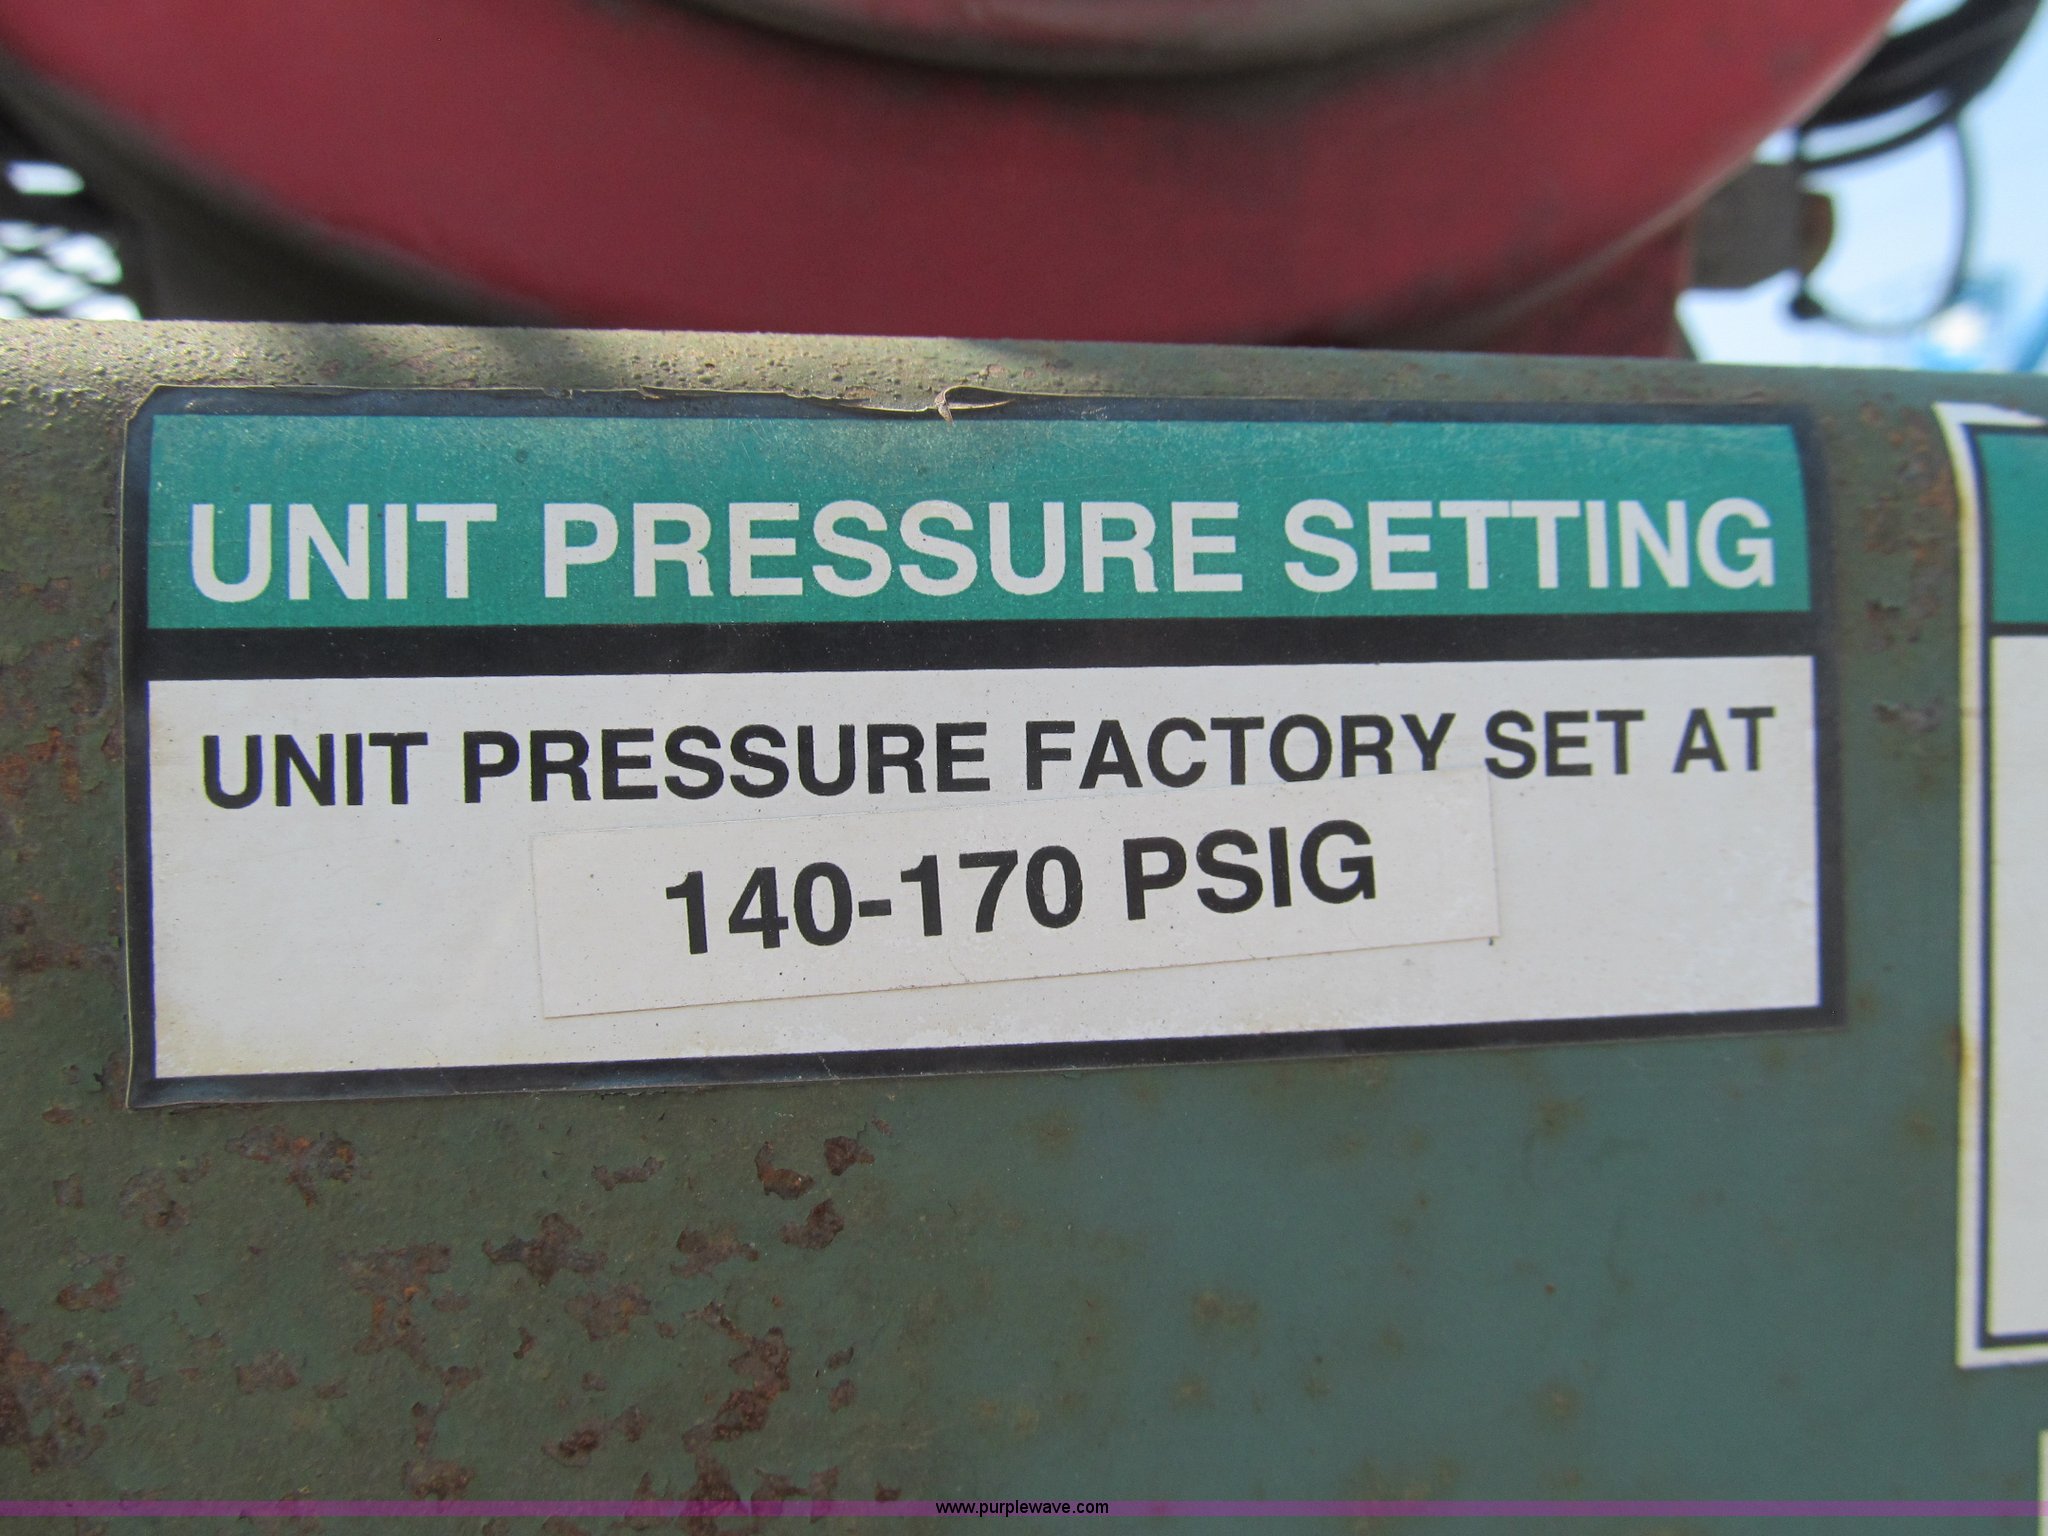 UNIT PRESSURE SETTING
UNIT PRESSURE FACTORY SET AT
140-170 PSIG
www.purplewave.com